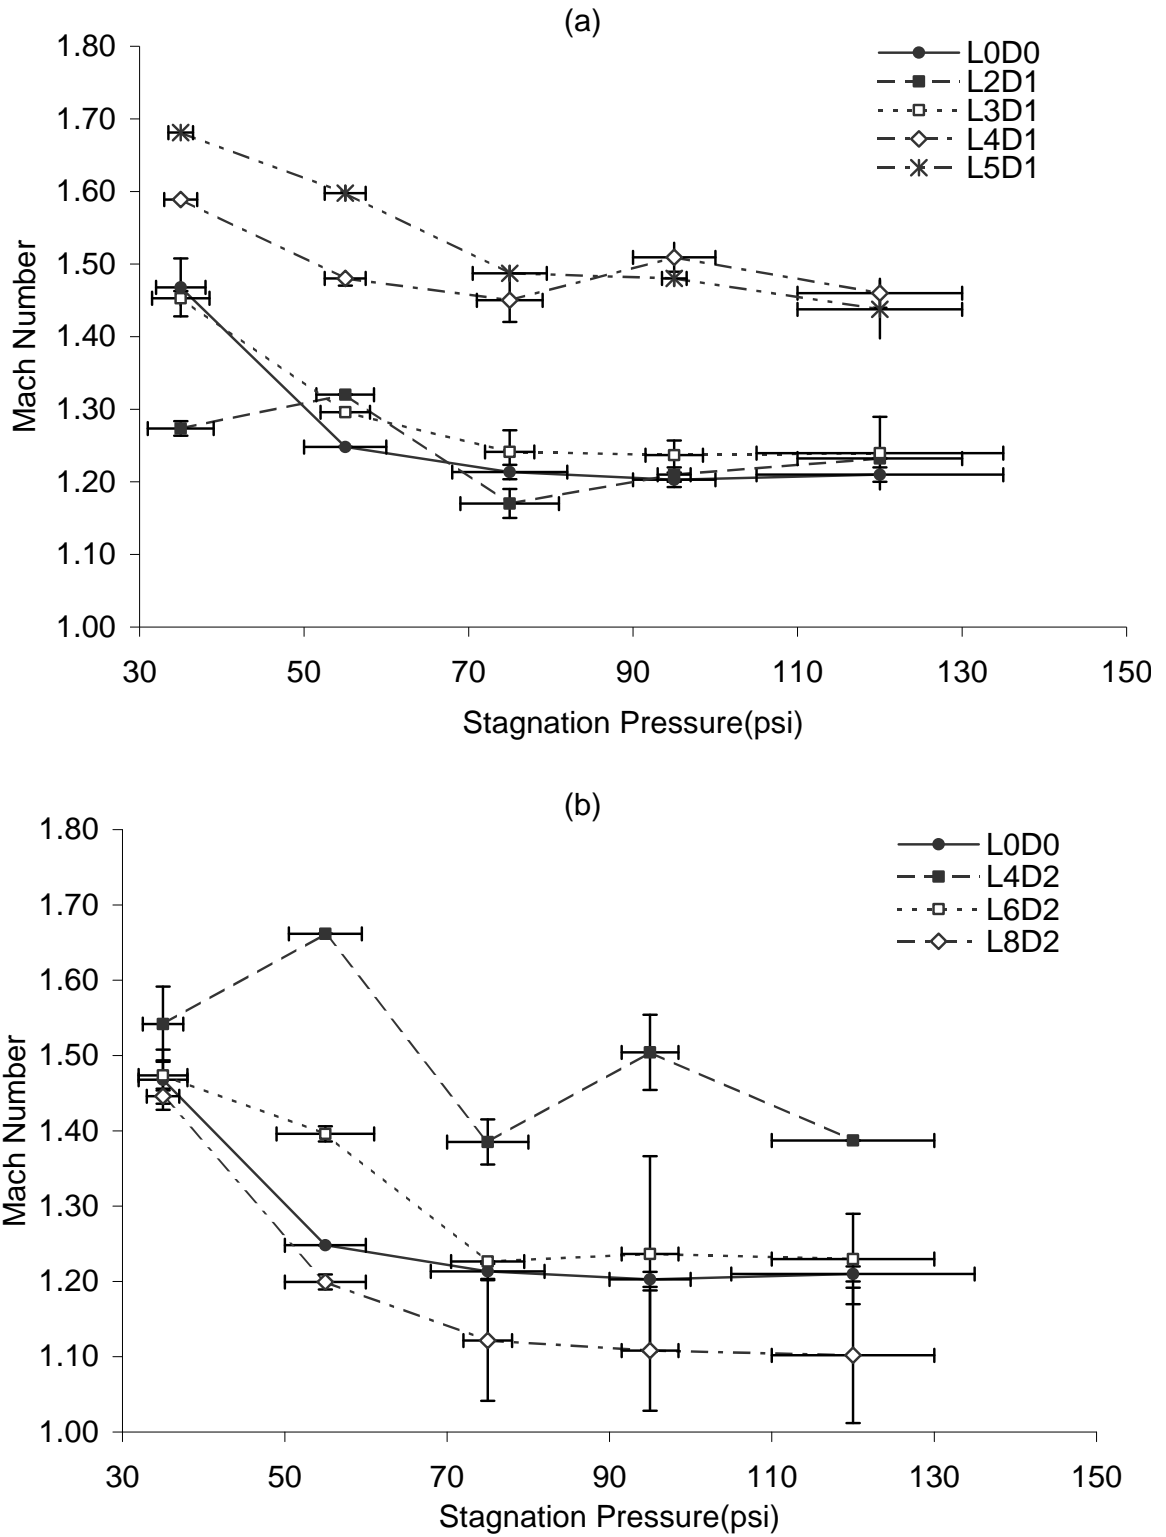 (a)
1.80
1.70
1.60
1.50
1.40
1.30
1.20
1.10
1.00
Mach Number
L0D0
L2D1
L3D1
L4D1
L5D1
30 50 70 90 110 130 150
Stagnation Pressure(psi)
(b)
1.80
1.70
1.60
1.50
1.40
1.30
1.20
1.10
1.00
Mach Number
L0D0
L4D2
L6D2
L8D2
30 50 70 90 110 130 150
Stagnation Pressure(psi)